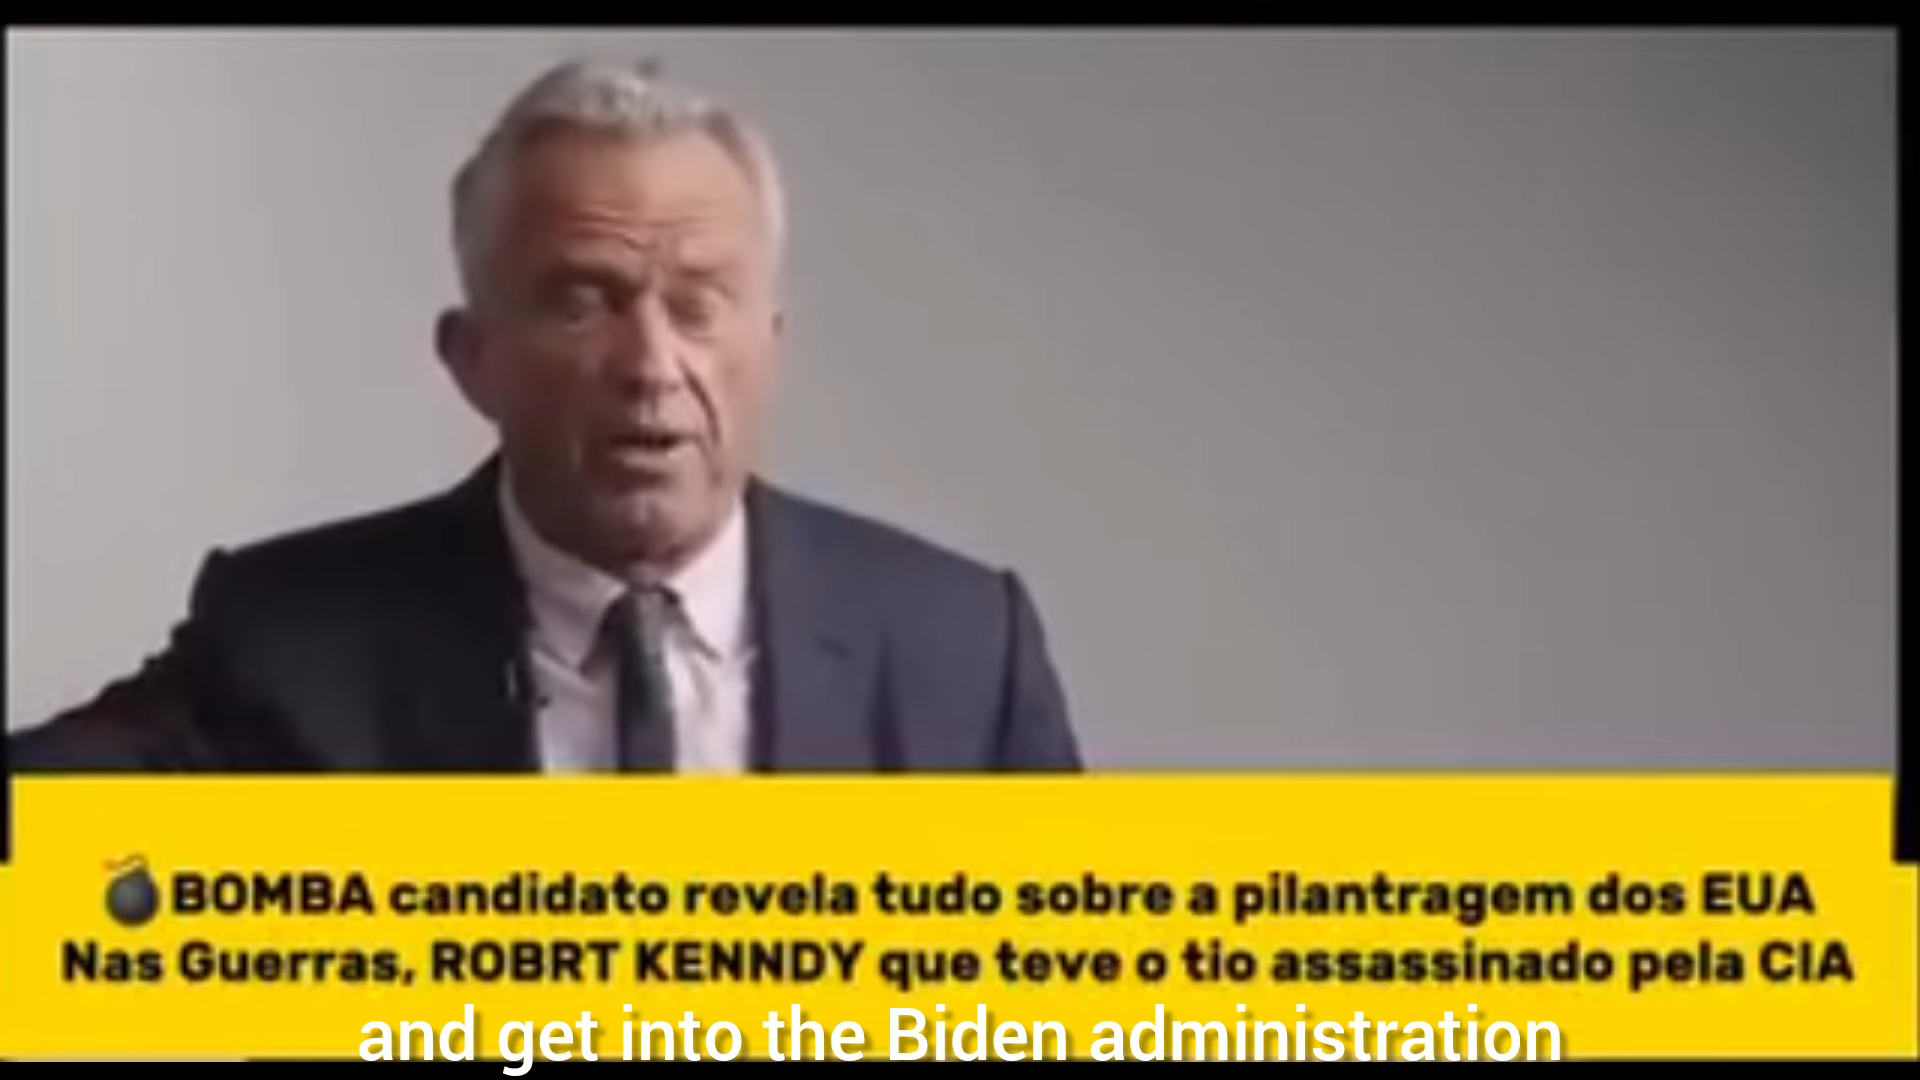 💣BOMBA candidato revela tudo sobre a pilantragem dos EUA
Nas Guerras, ROBRT KENNDY que teve o tio assassinado pela CIA
and get into the Biden administration